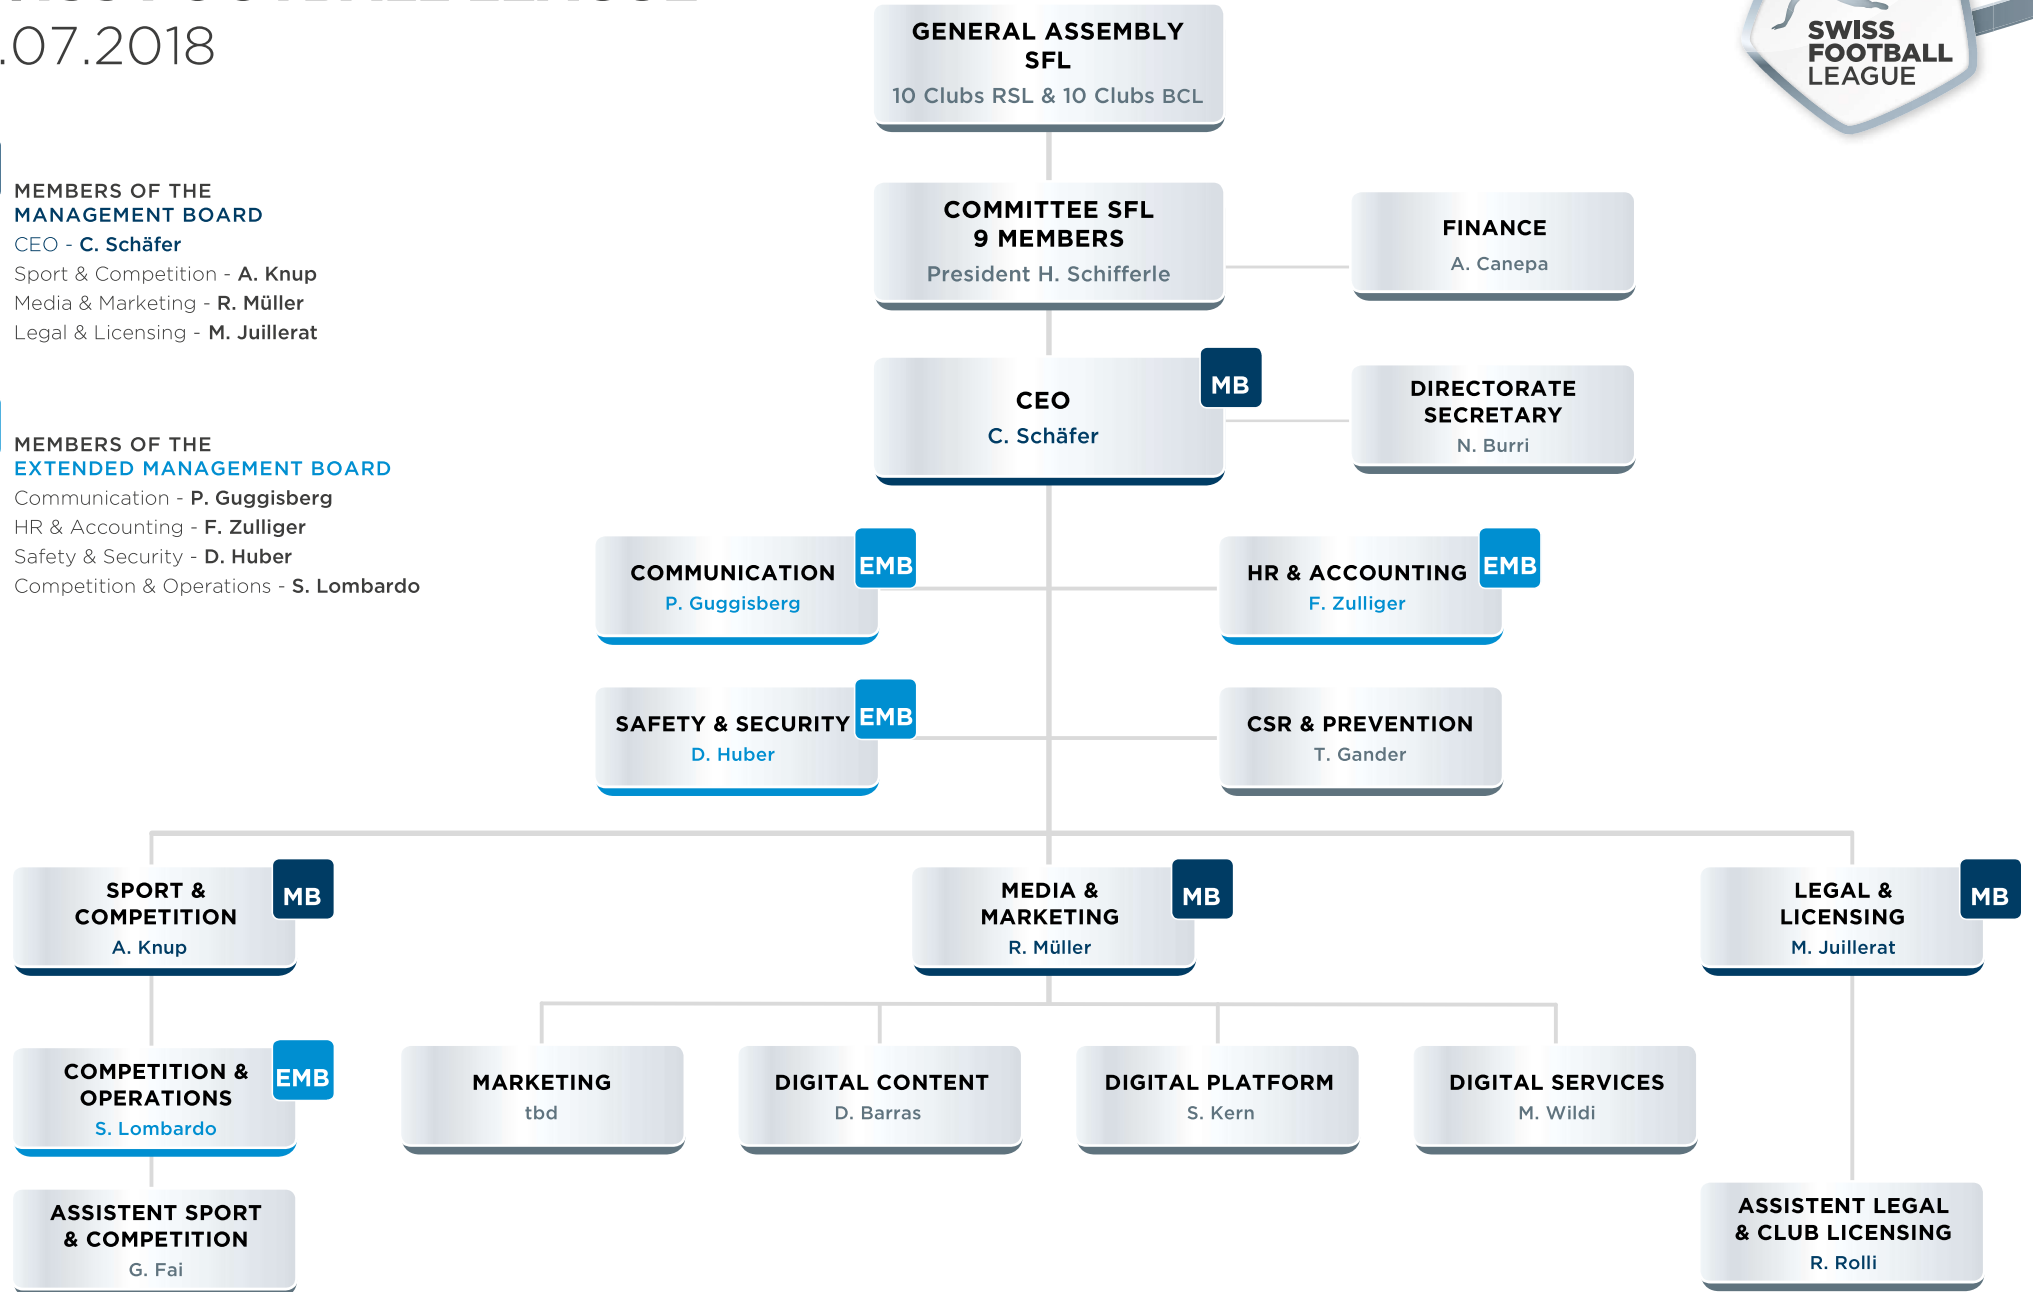 .07.2018
SWISS
FOOTBALL
LEAGUE
GENERAL ASSEMBLY
SFL
10 Clubs RSL & 10 Clubs BCL
MEMBERS OF THE
MANAGEMENT BOARD
CEO - C. Schäfer
Sport & Competition - A. Knup
Media & Marketing - R. Müller
Legal & Licensing - M. Juillerat
COMMITTEE SFL
9 MEMBERS
President H. Schifferle
FINANCE
A. Canepa
CEO
C. Schäfer
MB
DIRECTORATE
SECRETARY
N. Burri
MEMBERS OF THE
EXTENDED MANAGEMENT BOARD
Communication - P. Guggisberg
HR & Accounting - F. Zulliger
Safety & Security - D. Huber
Competition & Operations - S. Lombardo
COMMUNICATION
P. Guggisberg
EMB
HR & ACCOUNTING
F. Zulliger
EMB
SAFETY & SECURITY
D. Huber
EMB
CSR & PREVENTION
T. Gander
SPORT &
COMPETITION
A. Knup
MB
MEDIA &
MARKETING
R. Müller
MB
LEGAL &
LICENSING
M. Juillerat
MB
COMPETITION &
OPERATIONS
S. Lombardo
EMB
MARKETING
tbd
DIGITAL CONTENT
D. Barras
DIGITAL PLATFORM
S. Kern
DIGITAL SERVICES
M. Wildi
ASSISTENT SPORT
& COMPETITION
G. Fai
ASSISTENT LEGAL
& CLUB LICENSING
R. Rolli